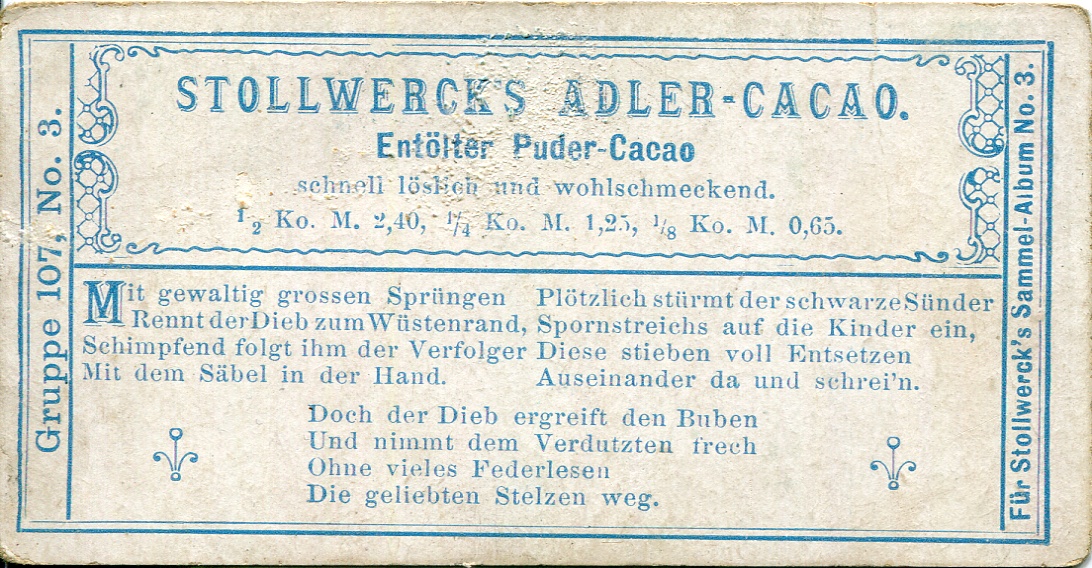 Gruppe 107, No. 3.
STOLLWERCK'S ADLER-CACAO.
Entölter Puder-Cacao
schnell löslich und wohlschmeckend.
1/2 Ko. M. 2,40, 1/4 Ko. M. 1,25, 1/8 Ko. M. 0,65.
Mit gewaltig grossen Sprüngen
Rennt der Dieb zum Wüstenrand,
Schimpfend folgt ihm der Verfolger
Mit dem Säbel in der Hand.
Plötzlich stürmt der schwarze Sünder
Spornstreichs auf die Kinder ein,
Diese stieben voll Entsetzen
Auseinander da und schrei'n.
Doch der Dieb ergreift den Buben
Und nimmt dem Verdutzten frech
Ohne vieles Federlesen
Die geliebten Stelzen weg.
Für Stollwerck's Sammel-Album No. 3.